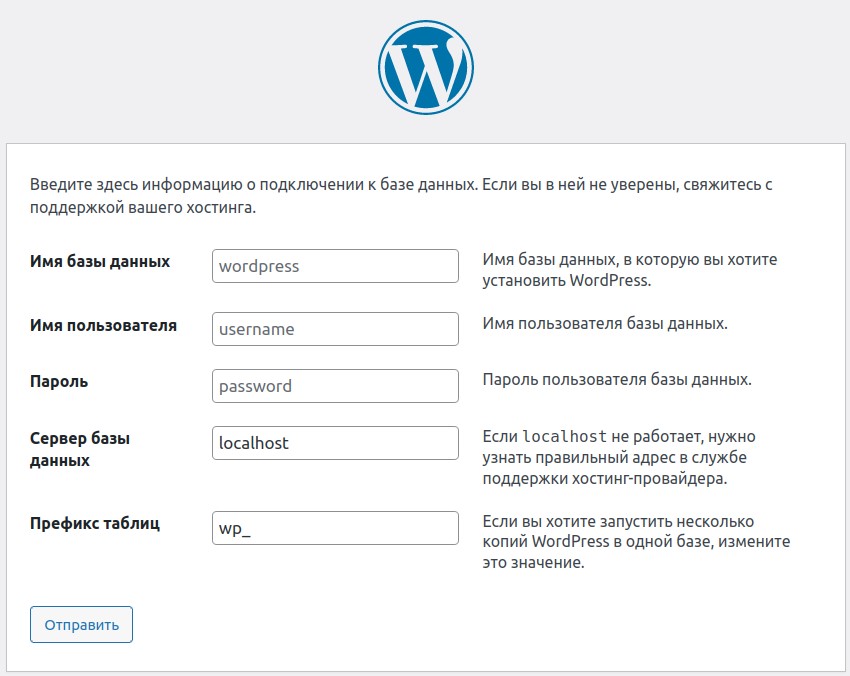 Введите здесь информацию о подключении к базе данных. Если вы в ней не уверены, свяжитесь с
поддержкой вашего хостинга.
Имя базы данных
wordpress
Имя базы данных, в которую вы хотите
установить WordPress.
Имя пользователя
username
Имя пользователя базы данных.
Пароль
password
Пароль пользователя базы данных.
Сервер базы
данных
localhost
Если localhost не работает, нужно
узнать правильный адрес в службе
поддержки хостинг-провайдера.
Префикс таблиц
wp_
Если вы хотите запустить несколько
копий WordPress в одной базе, измените
это значение.
Отправить